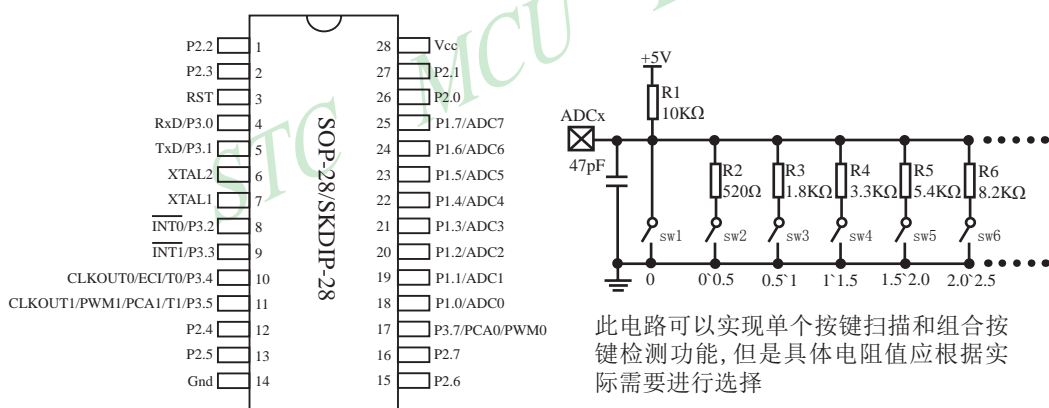 STC MCU
P2.2 1
P2.3 2
RST 3
RxD/P3.0 4
TxD/P3.1 5
XTAL2 6
XTAL1 7
INT0/P3.2 8
INT1/P3.3 9
CLKOUT0/ECI/T0/P3.4 10
CLKOUT1/PWM1/PCA1/T1/P3.5 11
P2.4 12
P2.5 13
Gnd 14
SOP-28/SKDIP-28
28 Vcc
27 P2.1
26 P2.0
25 P1.7/ADC7
24 P1.6/ADC6
23 P1.5/ADC5
22 P1.4/ADC4
21 P1.3/ADC3
20 P1.2/ADC2
19 P1.1/ADC1
18 P1.0/ADC0
17 P3.7/PCA0/PWM0
16 P2.7
15 P2.6
+5V
R1
10KΩ
ADCx
47pF
R2 R3 R4 R5 R6
520Ω 1.8KΩ 3.3KΩ 5.4KΩ 8.2KΩ
sw1 sw2 sw3 sw4 sw5 sw6
0 0`0.5 0.5`1 1`1.5 1.5`2.0 2.0`2.5
此电路可以实现单个按键扫描和组合按
键检测功能,但是具体电阻值应根据实
际需要进行选择